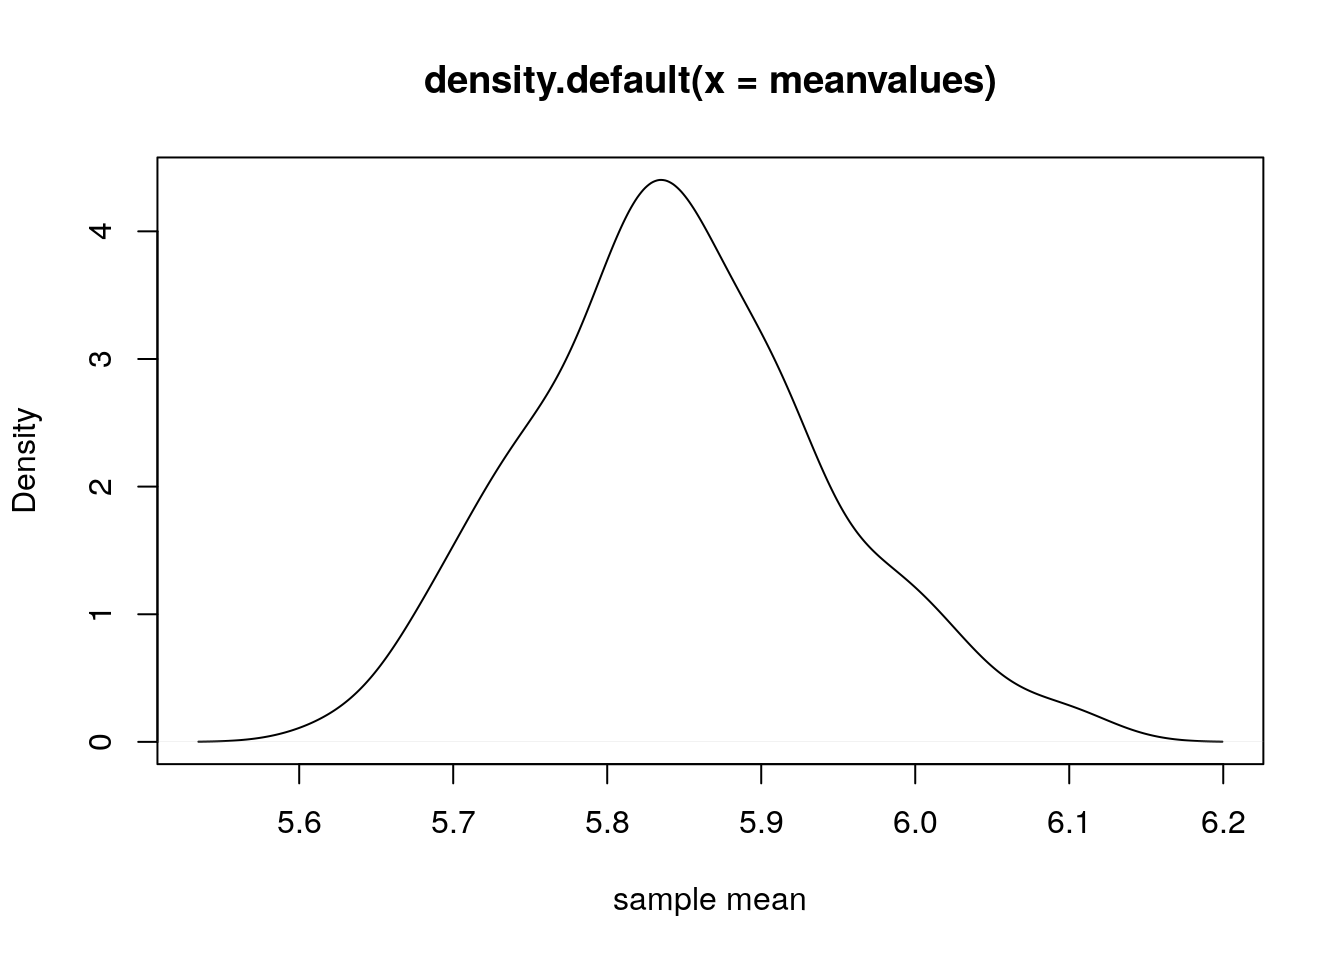 density.default(x = meanvalues)
4
3
2
1
0
Density
5.6 5.7 5.8 5.9 6.0 6.1 6.2
sample mean